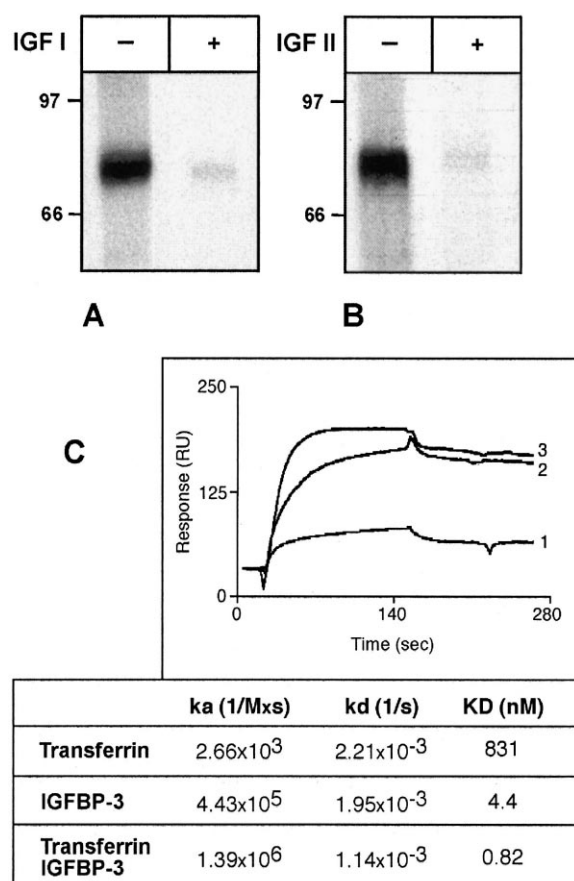 IGF I − +
IGF II − +
97
66
97
66
A
B
C
250
125
0
Response (RU)
3
2
1
0 140 280
Time (sec)
ka (1/Mxs) kd (1/s) KD (nM)
Transferrin 2.66x10³ 2.21x10⁻³ 831
IGFBP-3 4.43x10⁵ 1.95x10⁻³ 4.4
Transferrin
IGFBP-3 1.39x10⁶ 1.14x10⁻³ 0.82